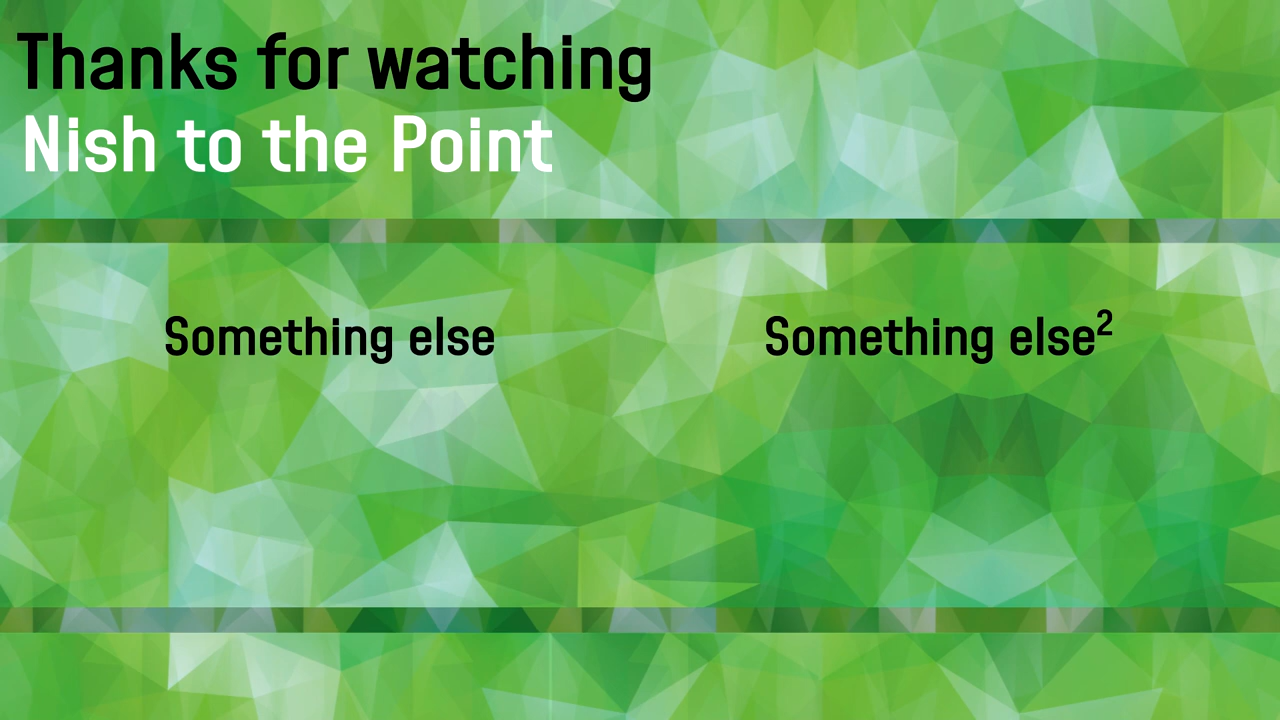 Thanks for watching
Nish to the Point
Something else
Something else²